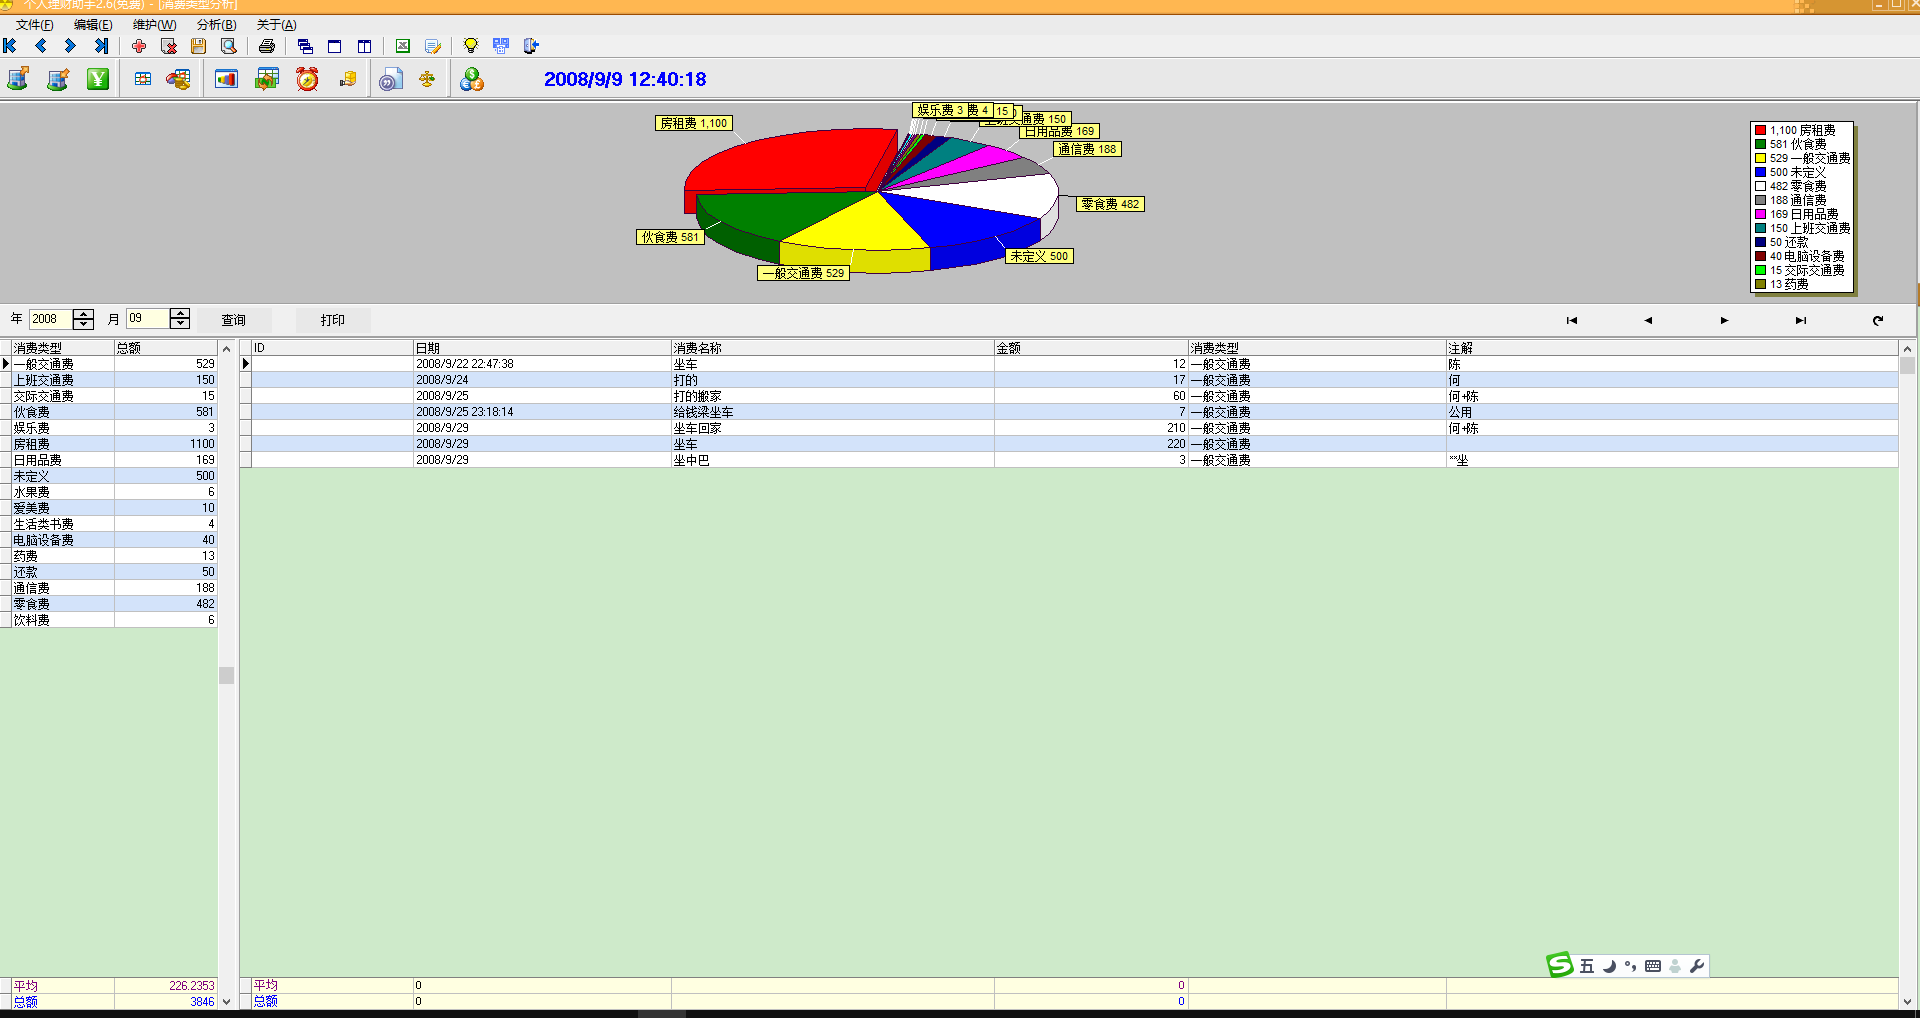 个人理财助手2.6(免费) - [消费类型分析]
文件(F) 编辑(E) 维护(W) 分析(B) 关于(A)
2008/9/9 12:40:18
房租费 1,100
娱乐费 3
费 4
15
通费 150
日用品费 169
通信费 188
零食费 482
未定义 500
一般交通费 529
伙食费 581
1,100 房租费
581 伙食费
529 一般交通费
500 未定义
482 零食费
188 通信费
169 日用品费
150 上班交通费
50 还款
40 电脑设备费
15 交际交通费
13 药费
年 2008 月 09 查询 打印
消费类型 总额
一般交通费 529
上班交通费 150
交际交通费 15
伙食费 581
娱乐费 3
房租费 1100
日用品费 169
未定义 500
水果费 6
爱美费 10
生活类书费 4
电脑设备费 40
药费 13
还款 50
通信费 188
零食费 482
饮料费 6
平均 226.2353
总额 3846
ID 日期 消费名称 金额 消费类型 注解
2008/9/22 22:47:38 坐车 12 一般交通费 陈
2008/9/24 打的 17 一般交通费 何
2008/9/25 打的搬家 60 一般交通费 何+陈
2008/9/25 23:18:14 给钱梁坐车 7 一般交通费 公用
2008/9/29 坐车回家 210 一般交通费 何+陈
2008/9/29 坐车 220 一般交通费
2008/9/29 坐中巴 3 一般交通费 **坐
平均 0 0
总额 0 0
S 五